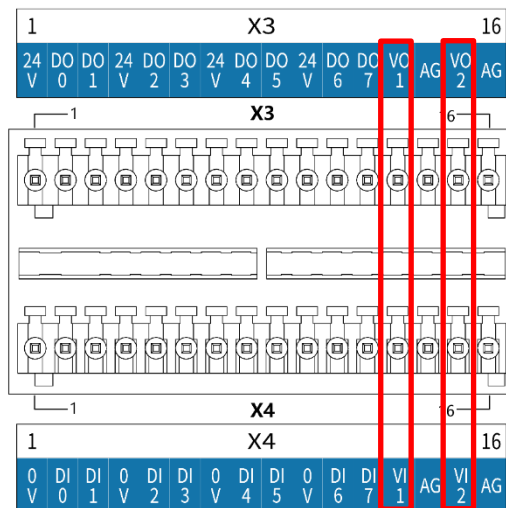 1 X3 16
24 V DO 0 DO 1 24 V DO 2 DO 3 24 V DO 4 DO 5 24 V DO 6 DO 7 VO 1 AG VO 2 AG
1 X3 16
1 X4 16
1 X4 16
0 V DI 0 DI 1 0 V DI 2 DI 3 0 V DI 4 DI 5 0 V DI 6 DI 7 VI 1 AG VI 2 AG